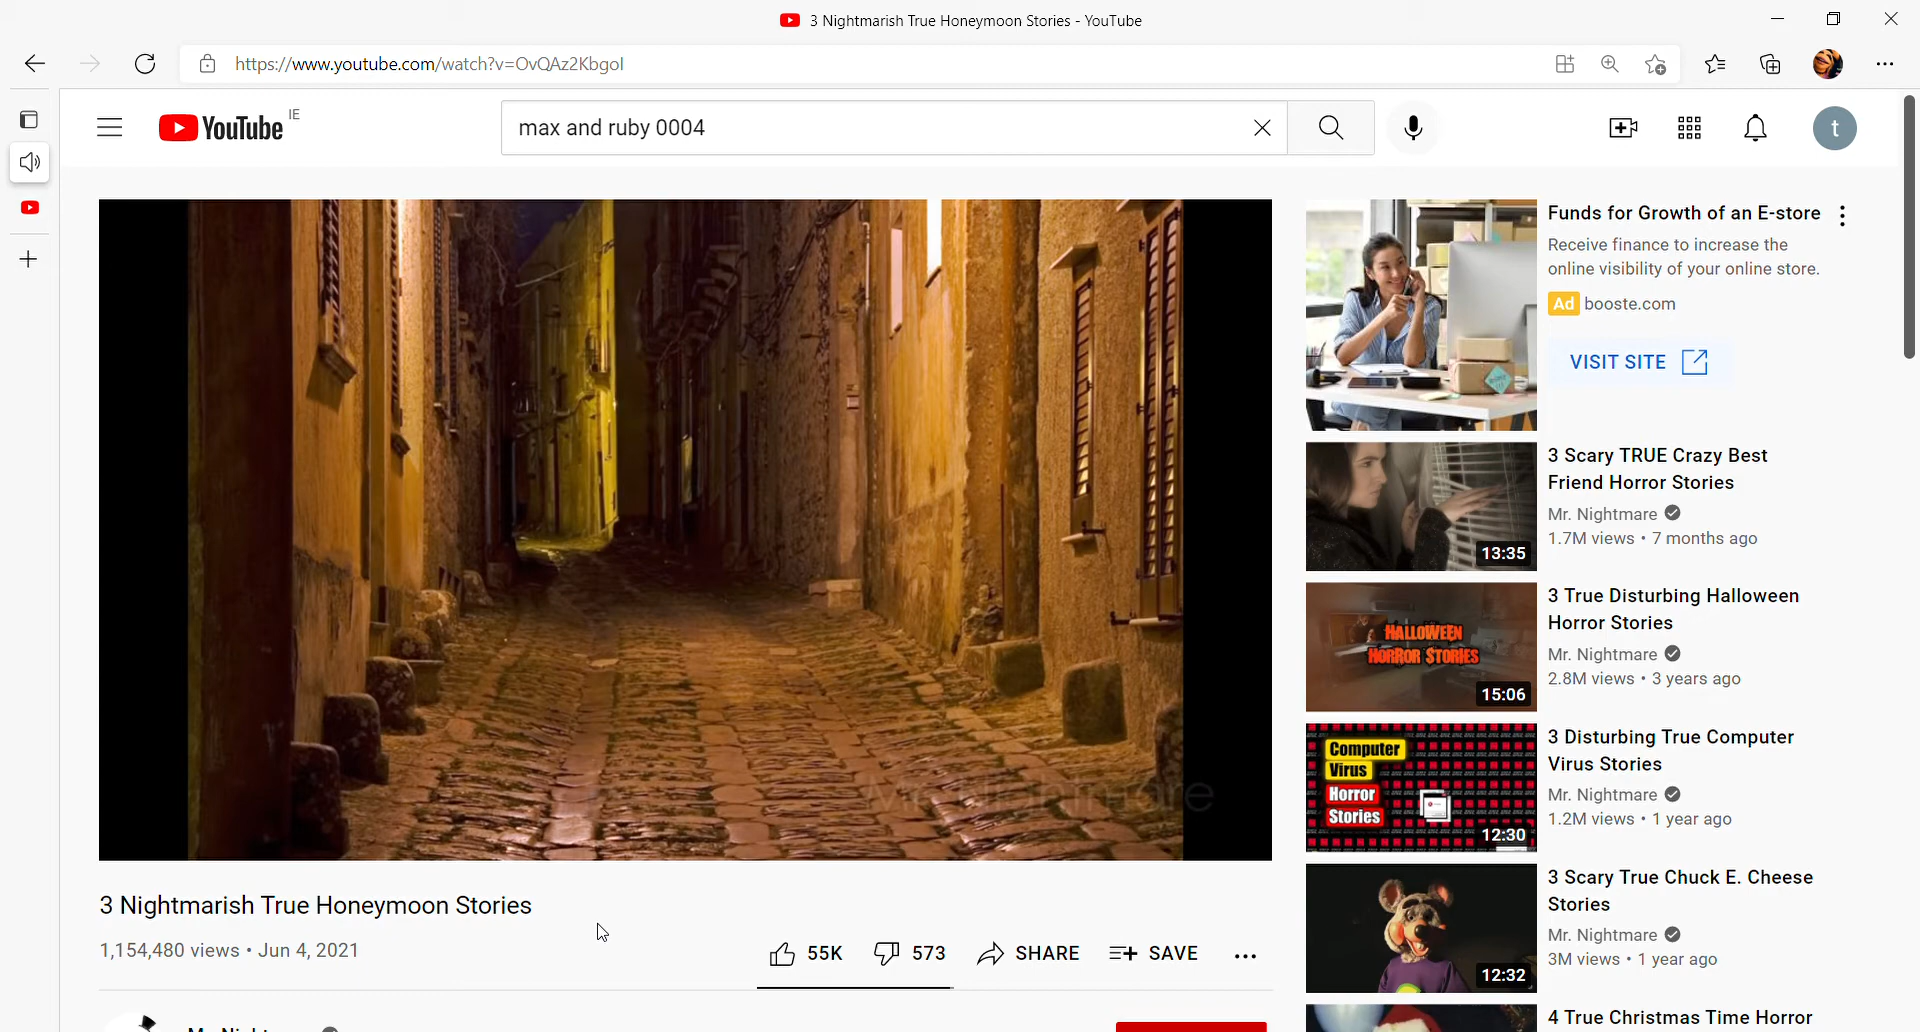 3 Nightmarish True Honeymoon Stories - YouTube
https://www.youtube.com/watch?v=OvQAz2Kbgol
YouTube IE
max and ruby 0004
t
Funds for Growth of an E-store
Receive finance to increase the
online visibility of your online store.
Ad booste.com
VISIT SITE
3 Scary TRUE Crazy Best
Friend Horror Stories
Mr. Nightmare
1.7M views • 7 months ago
13:35
HALLOWEEN
HORROR STORIES
15:06
3 True Disturbing Halloween
Horror Stories
Mr. Nightmare
2.8M views • 3 years ago
Computer
Virus
Horror
Stories
12:30
3 Disturbing True Computer
Virus Stories
Mr. Nightmare
1.2M views • 1 year ago
12:32
3 Scary True Chuck E. Cheese
Stories
Mr. Nightmare
3M views • 1 year ago
4 True Christmas Time Horror
Mr. Nightmare
3 Nightmarish True Honeymoon Stories
1,154,480 views • Jun 4, 2021
55K
573
SHARE
SAVE